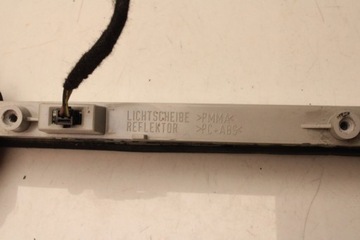 LICHTSCHEIBE >PMMA<
REFLEKTOR >PC+ABS<